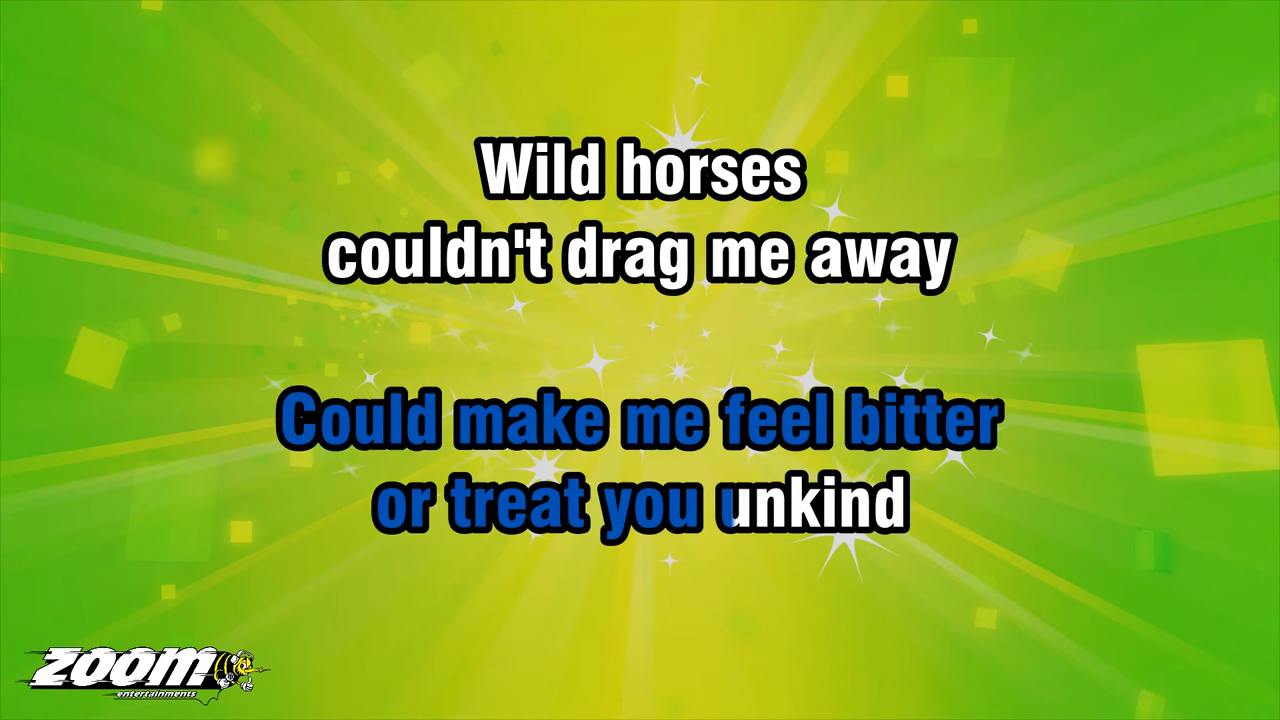 Wild horses
couldn't drag me away
Could make me feel bitter
or treat you unkind
zoom
entertainments